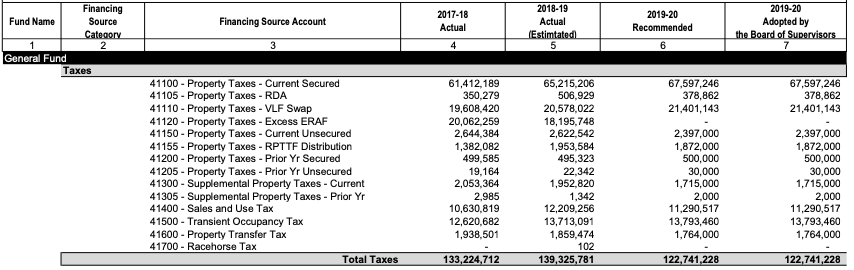 Fund Name Financing Source Category Financing Source Account 2017-18 Actual 2018-19 Actual (Estimtated) 2019-20 Recommended 2019-20 Adopted by the Board of Supervisors
1 2 3 4 5 6 7
General Fund
Taxes
41100 - Property Taxes - Current Secured 61,412,189 65,215,206 67,597,246 67,597,246
41105 - Property Taxes - RDA 350,279 506,929 378,862 378,862
41110 - Property Taxes - VLF Swap 19,608,420 20,578,022 21,401,143 21,401,143
41120 - Property Taxes - Excess ERAF 20,062,259 18,195,748 - -
41150 - Property Taxes - Current Unsecured 2,644,384 2,622,542 2,397,000 2,397,000
41155 - Property Taxes - RPTTF Distribution 1,382,082 1,953,584 1,872,000 1,872,000
41200 - Property Taxes - Prior Yr Secured 499,585 495,323 500,000 500,000
41205 - Property Taxes - Prior Yr Unsecured 19,164 22,342 30,000 30,000
41300 - Supplemental Property Taxes - Current 2,053,364 1,952,820 1,715,000 1,715,000
41305 - Supplemental Property Taxes - Prior Yr 2,985 1,342 2,000 2,000
41400 - Sales and Use Tax 10,630,819 12,209,256 11,290,517 11,290,517
41500 - Transient Occupancy Tax 12,620,682 13,713,091 13,793,460 13,793,460
41600 - Property Transfer Tax 1,938,501 1,859,474 1,764,000 1,764,000
41700 - Racehorse Tax - 102 - -
Total Taxes 133,224,712 139,325,781 122,741,228 122,741,228